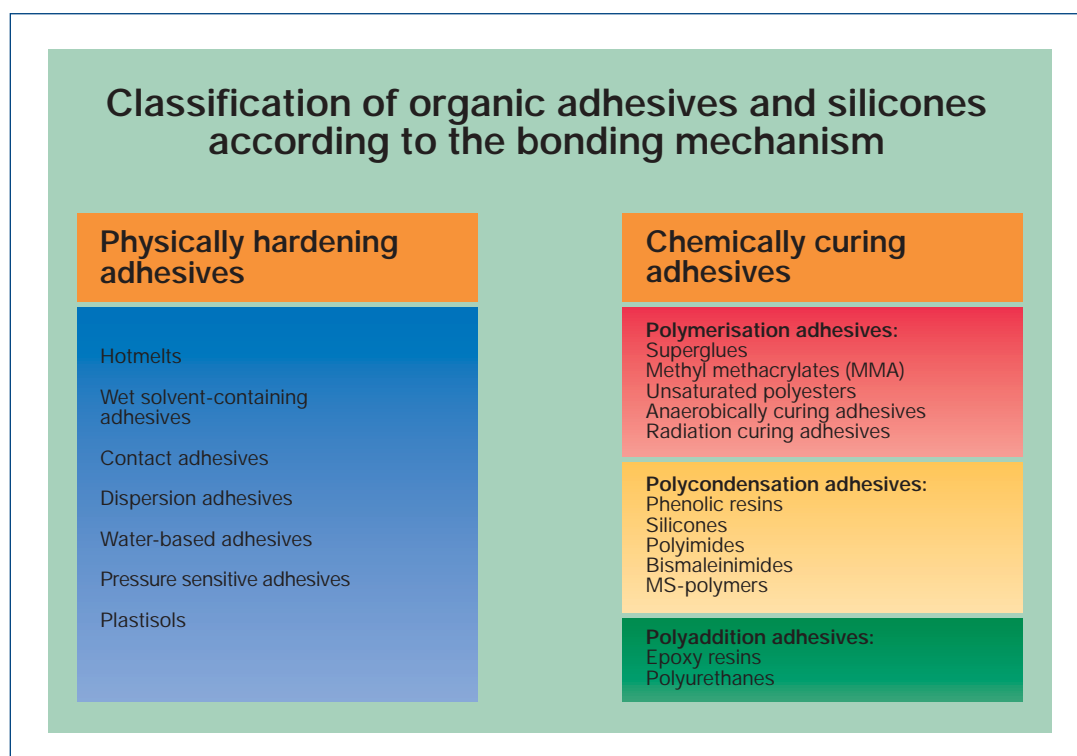 Classification of organic adhesives and silicones
according to the bonding mechanism
Physically hardening
adhesives
Hotmelts
Wet solvent-containing
adhesives
Contact adhesives
Dispersion adhesives
Water-based adhesives
Pressure sensitive adhesives
Plastisols
Chemically curing
adhesives
Polymerisation adhesives:
Superglues
Methyl methacrylates (MMA)
Unsaturated polyesters
Anaerobically curing adhesives
Radiation curing adhesives
Polycondensation adhesives:
Phenolic resins
Silicones
Polyimides
Bismaleinimides
MS-polymers
Polyaddition adhesives:
Epoxy resins
Polyurethanes